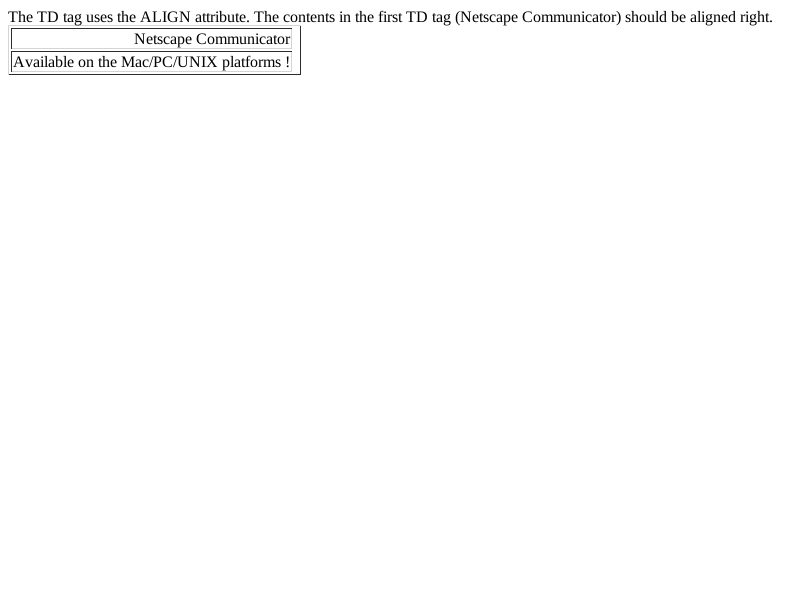 The TD tag uses the ALIGN attribute. The contents in the first TD tag (Netscape Communicator) should be aligned right.
Netscape Communicator
Available on the Mac/PC/UNIX platforms !